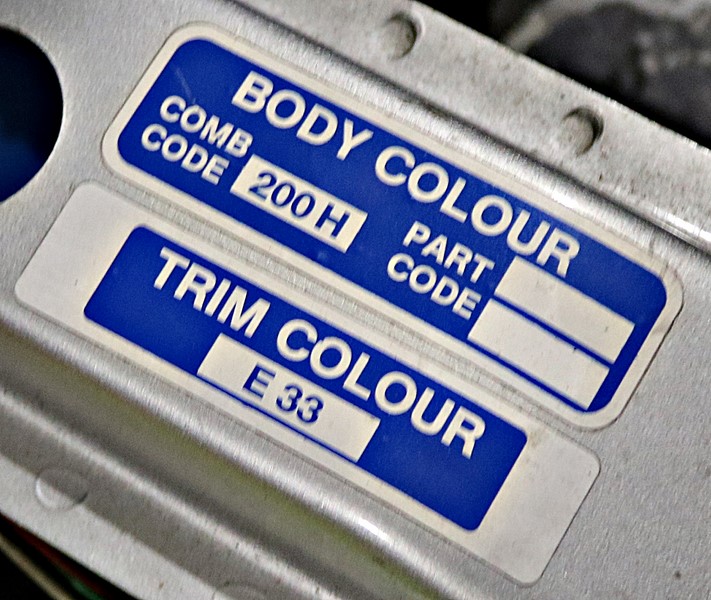 BODY COLOUR
COMB
CODE 200 H
PART
CODE
TRIM COLOUR
E 33